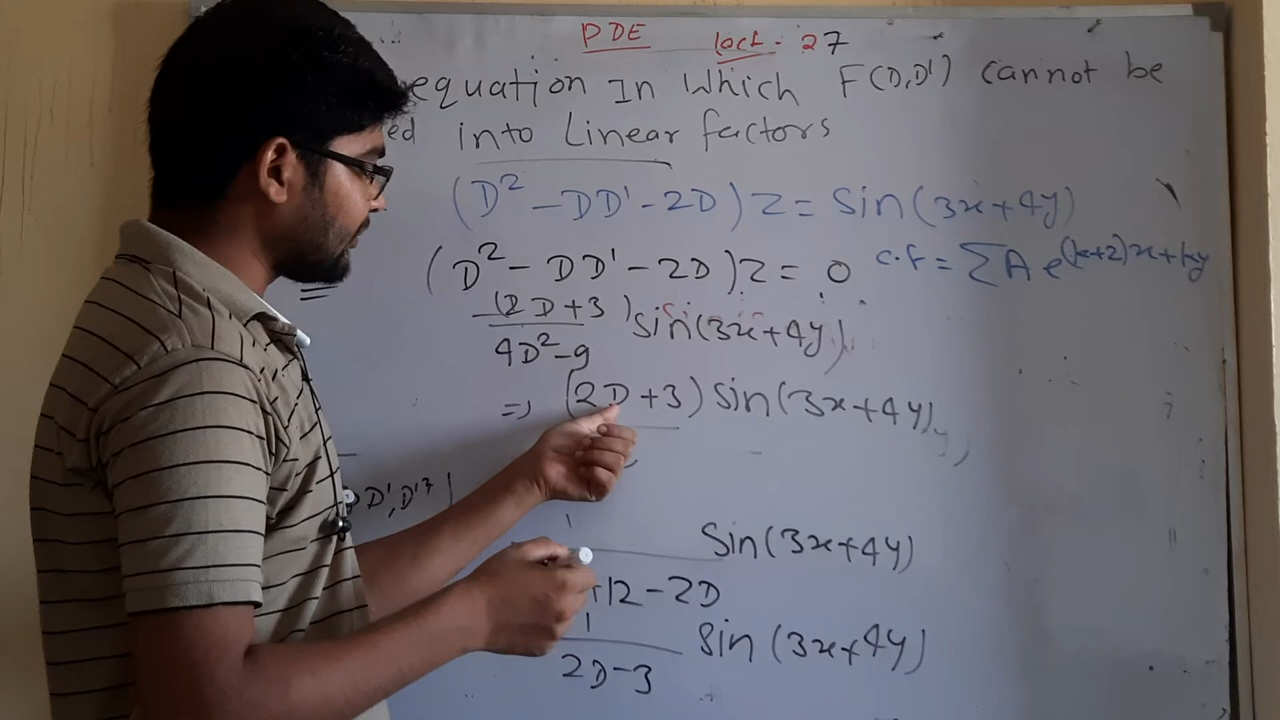 PDE Lect. 27
equation In Which F(D,D') cannot be
ed into Linear factors
(D² - DD' - 2D) Z = Sin(3x+4y)
(D² - DD' - 2D) Z = 0 C.F = ΣA e^{(k+2)x+ky}
(2D+3) sin(3x+4y)
4D²-9
=> (2D+3) sin(3x+4y)
D', D'²
Sin(3x+4y)
+12-2D
1 Sin (3x+4y)
2D-3